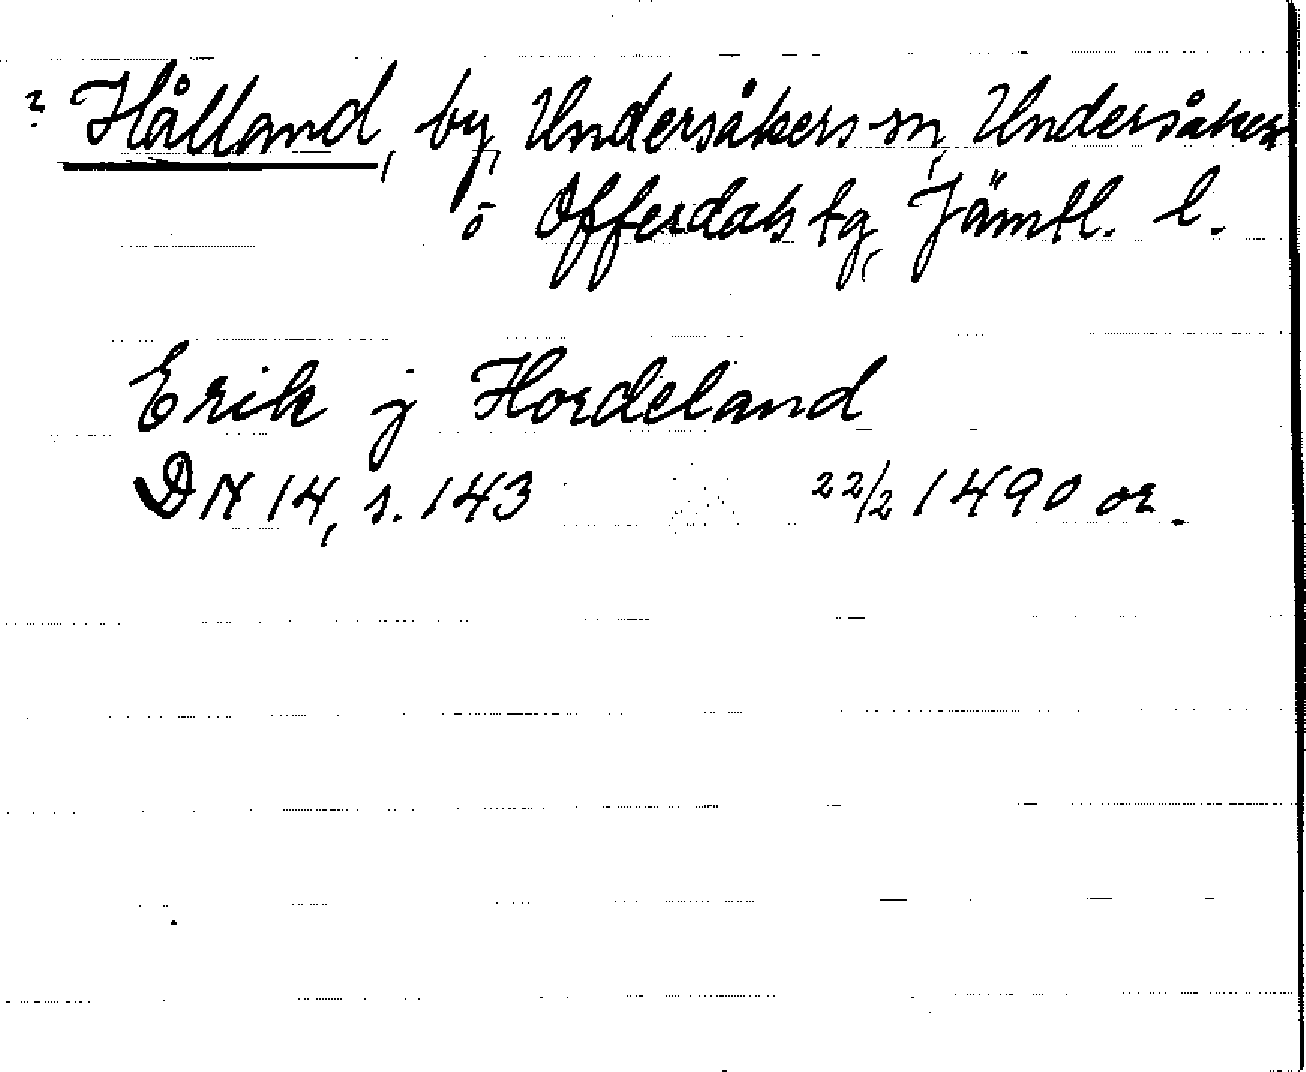 ? Hålland, by, Undersåkers sn, Undersåkers
o Offerdals tg, Jämtl. l.
Erik j Hordeland
DN 14, s. 143 22/2 1490 or.